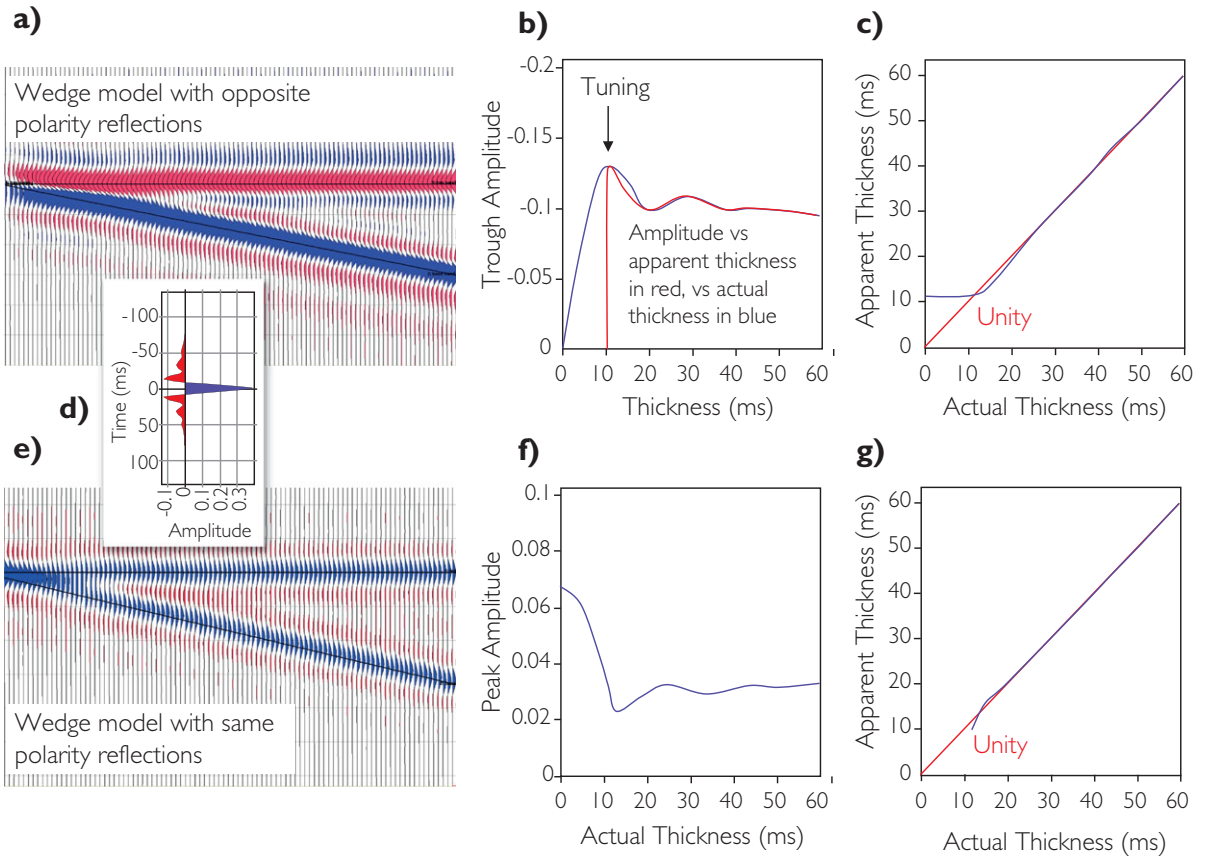 a)
Wedge model with opposite
polarity reflections
b)
-0.2
-0.15
-0.1
-0.05
0
Trough Amplitude
Tuning
Amplitude vs
apparent thickness
in red, vs actual
thickness in blue
0 10 20 30 40 50 60
Thickness (ms)
c)
60
50
40
30
20
10
0
Apparent Thickness (ms)
Unity
0 10 20 30 40 50 60
Actual Thickness (ms)
d)
-100
-50
0
50
100
Time (ms)
-0.1 0 0.1 0.2 0.3
Amplitude
e)
Wedge model with same
polarity reflections
f)
0.1
0.08
0.06
0.04
0.02
0
Peak Amplitude
0 10 20 30 40 50 60
Actual Thickness (ms)
g)
60
50
40
30
20
10
0
Apparent Thickness (ms)
Unity
0 10 20 30 40 50 60
Actual Thickness (ms)